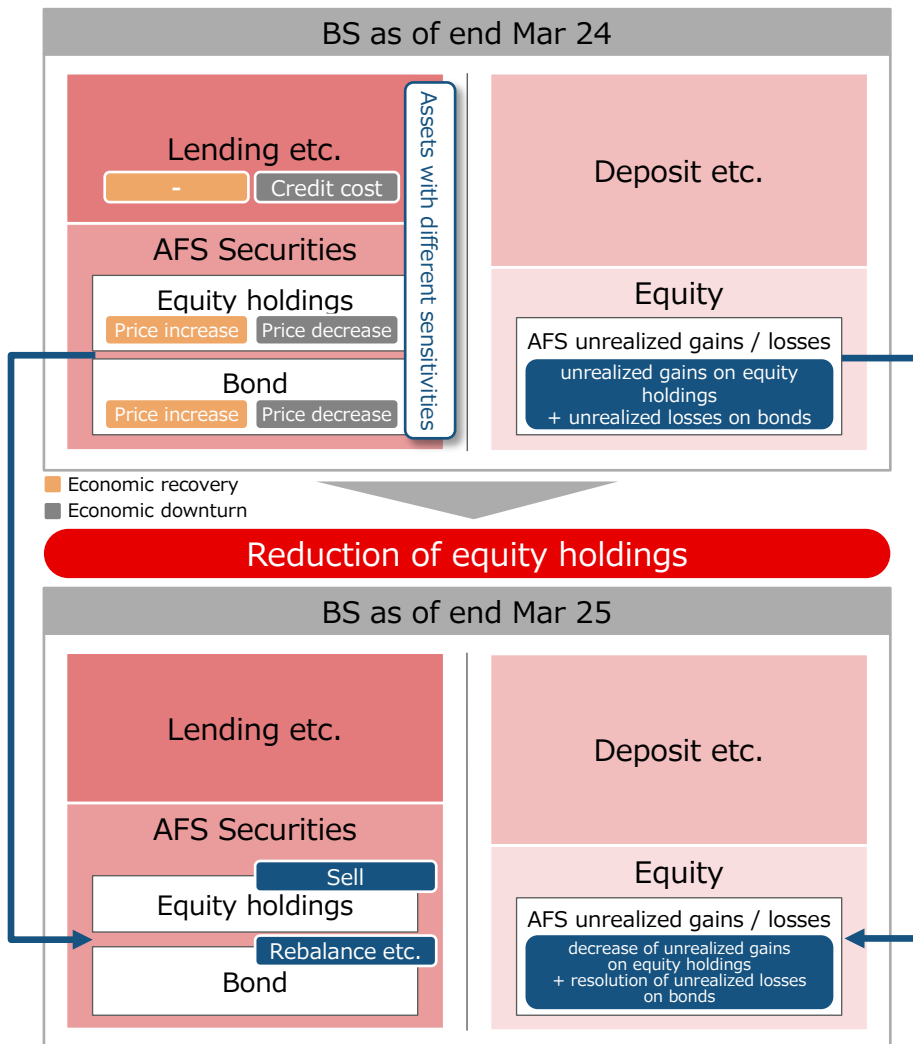 BS as of end Mar 24
Lending etc.
-
Credit cost
AFS Securities
Equity holdings
Price increase
Price decrease
Bond
Price increase
Price decrease
Assets with different sensitivities
Deposit etc.
Equity
AFS unrealized gains / losses
unrealized gains on equity
holdings
+ unrealized losses on bonds
Economic recovery
Economic downturn
Reduction of equity holdings
BS as of end Mar 25
Lending etc.
AFS Securities
Sell
Equity holdings
Rebalance etc.
Bond
Deposit etc.
Equity
AFS unrealized gains / losses
decrease of unrealized gains
on equity holdings
+ resolution of unrealized losses
on bonds